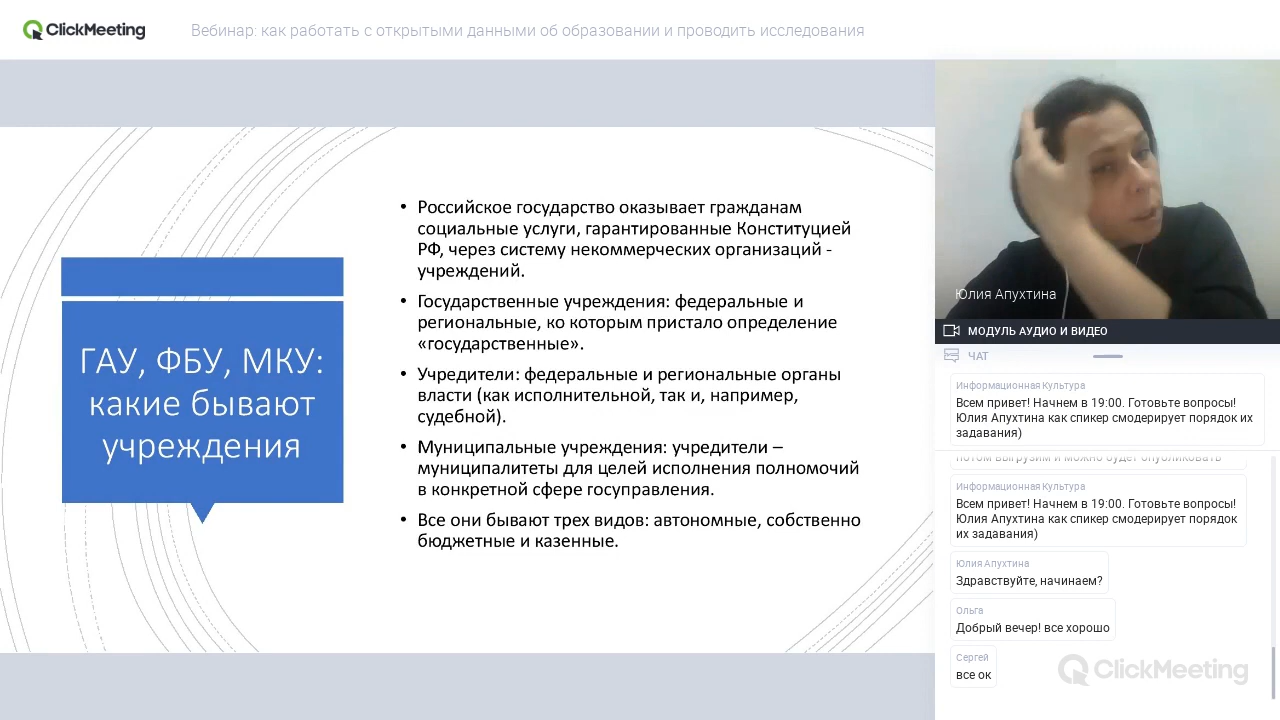 ClickMeeting
Вебинар: как работать с открытыми данными об образовании и проводить исследования
ГАУ, ФБУ, МКУ:
какие бывают
учреждения
• Российское государство оказывает гражданам
социальные услуги, гарантированные Конституцией
РФ, через систему некоммерческих организаций -
учреждений.
• Государственные учреждения: федеральные и
региональные, ко которым пристало определение
«государственные».
• Учредители: федеральные и региональные органы
власти (как исполнительной, так и, например,
судебной).
• Муниципальные учреждения: учредители –
муниципалитеты для целей исполнения полномочий
в конкретной сфере госуправления.
• Все они бывают трех видов: автономные, собственно
бюджетные и казенные.
Юлия Апухтина
МОДУЛЬ АУДИО И ВИДЕО
ЧАТ
Информационная Культура
Всем привет! Начнем в 19:00. Готовьте вопросы!
Юлия Апухтина как спикер смодерирует порядок их
задавания)
потом выгрузим и можно будет опубликовать
Информационная Культура
Всем привет! Начнем в 19:00. Готовьте вопросы!
Юлия Апухтина как спикер смодерирует порядок
их задавания)
Юлия Апухтина
Здравствуйте, начинаем?
Ольга
Добрый вечер! все хорошо
Сергей
все ок
ClickMeeting